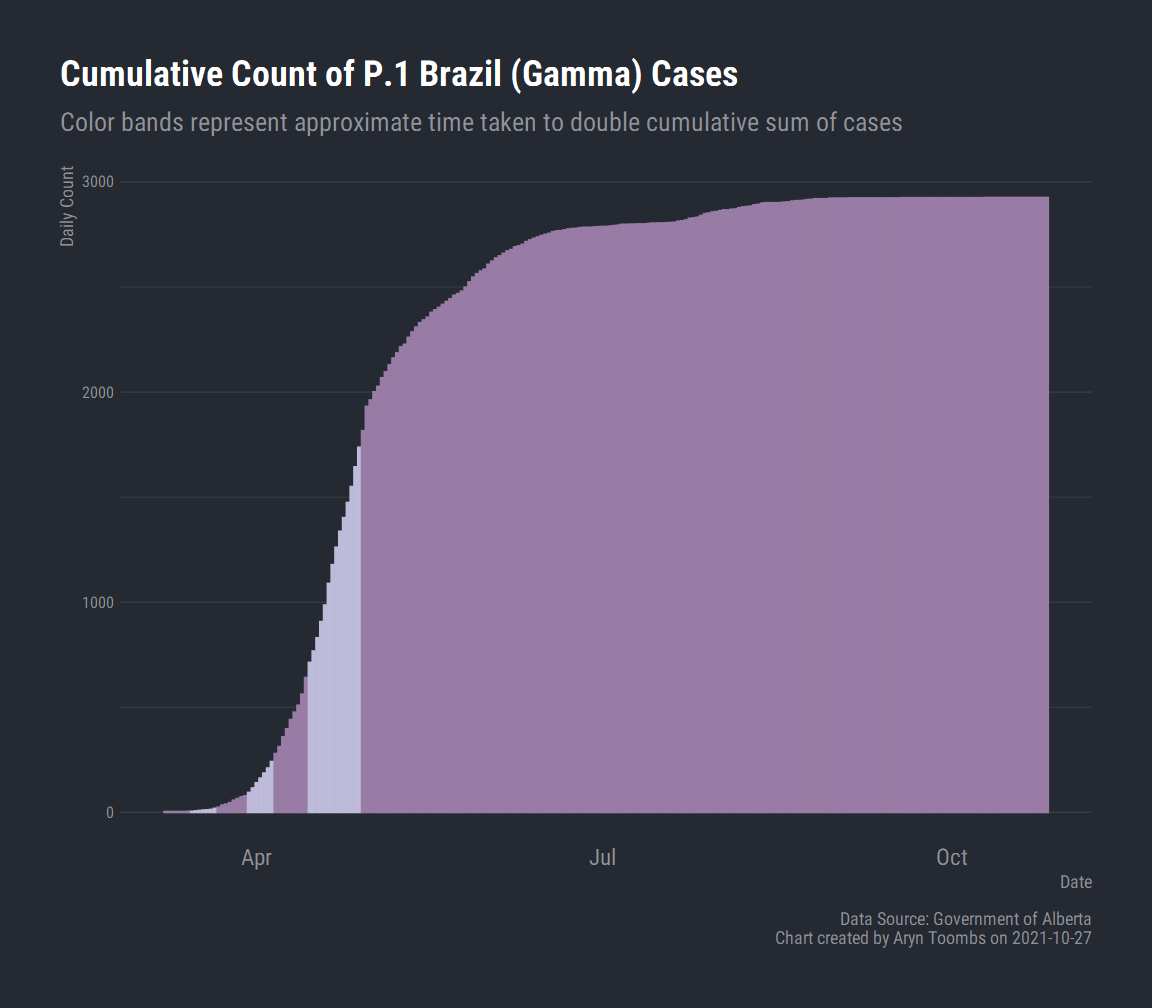 Cumulative Count of P.1 Brazil (Gamma) Cases
Color bands represent approximate time taken to double cumulative sum of cases
Daily Count
3000
2000
1000
0
Apr
Jul
Oct
Date
Data Source: Government of Alberta
Chart created by Aryn Toombs on 2021-10-27